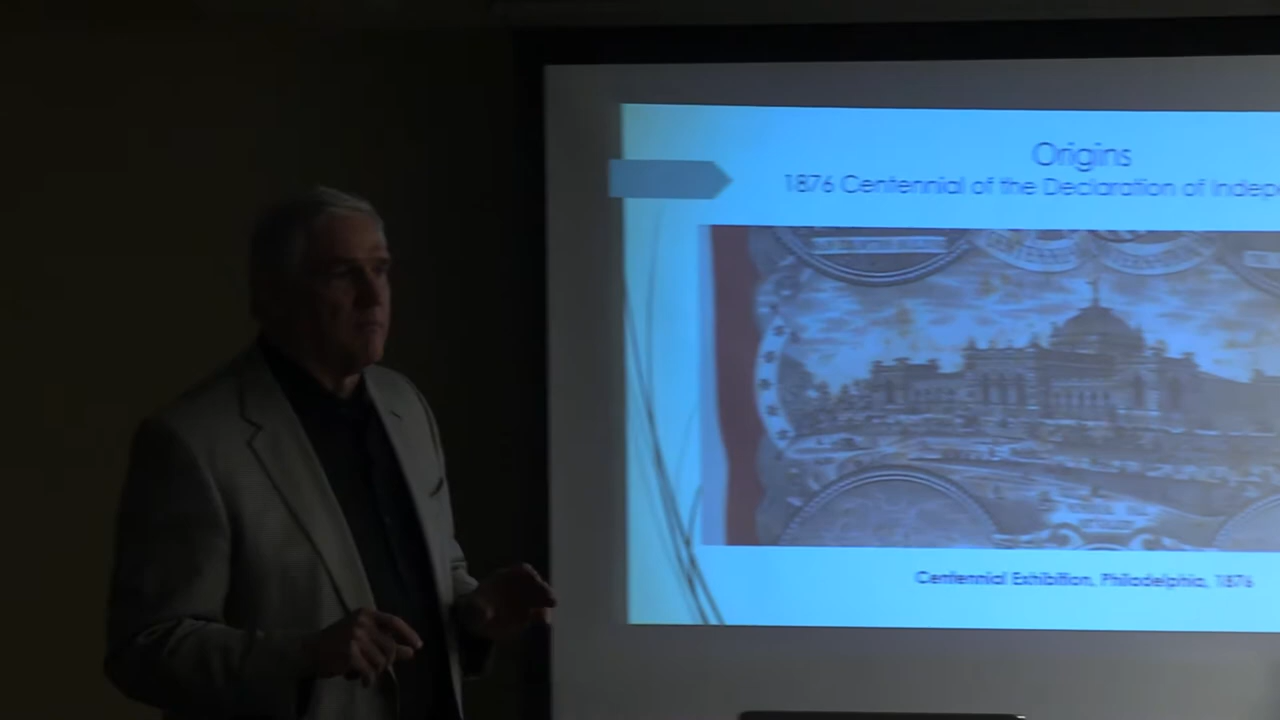 Origins
1876 Centennial of the Declaration of Indep
Centennial Exhibition, Philadelphia, 1876